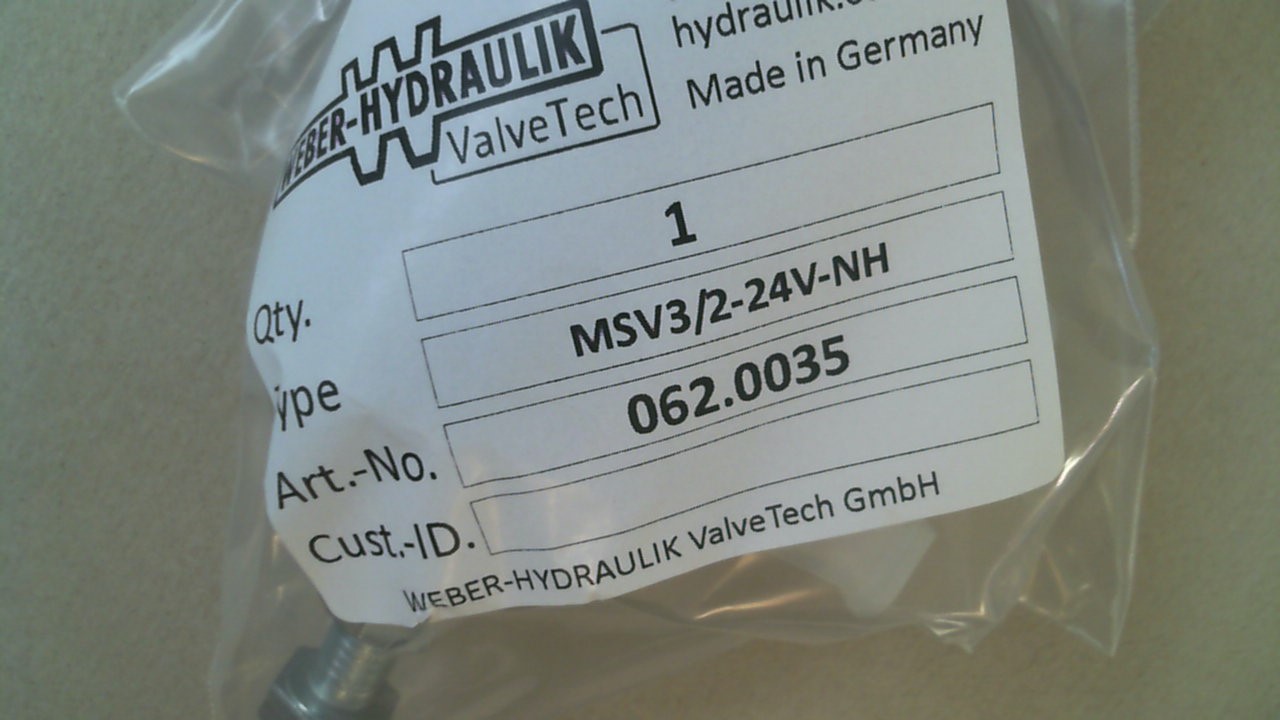 WEBER-HYDRAULIK
ValveTech
Made in Germany
Qty. 1
Type MSV3/2-24V-NH
Art.-No. 062.0035
Cust.-ID.
WEBER-HYDRAULIK ValveTech GmbH